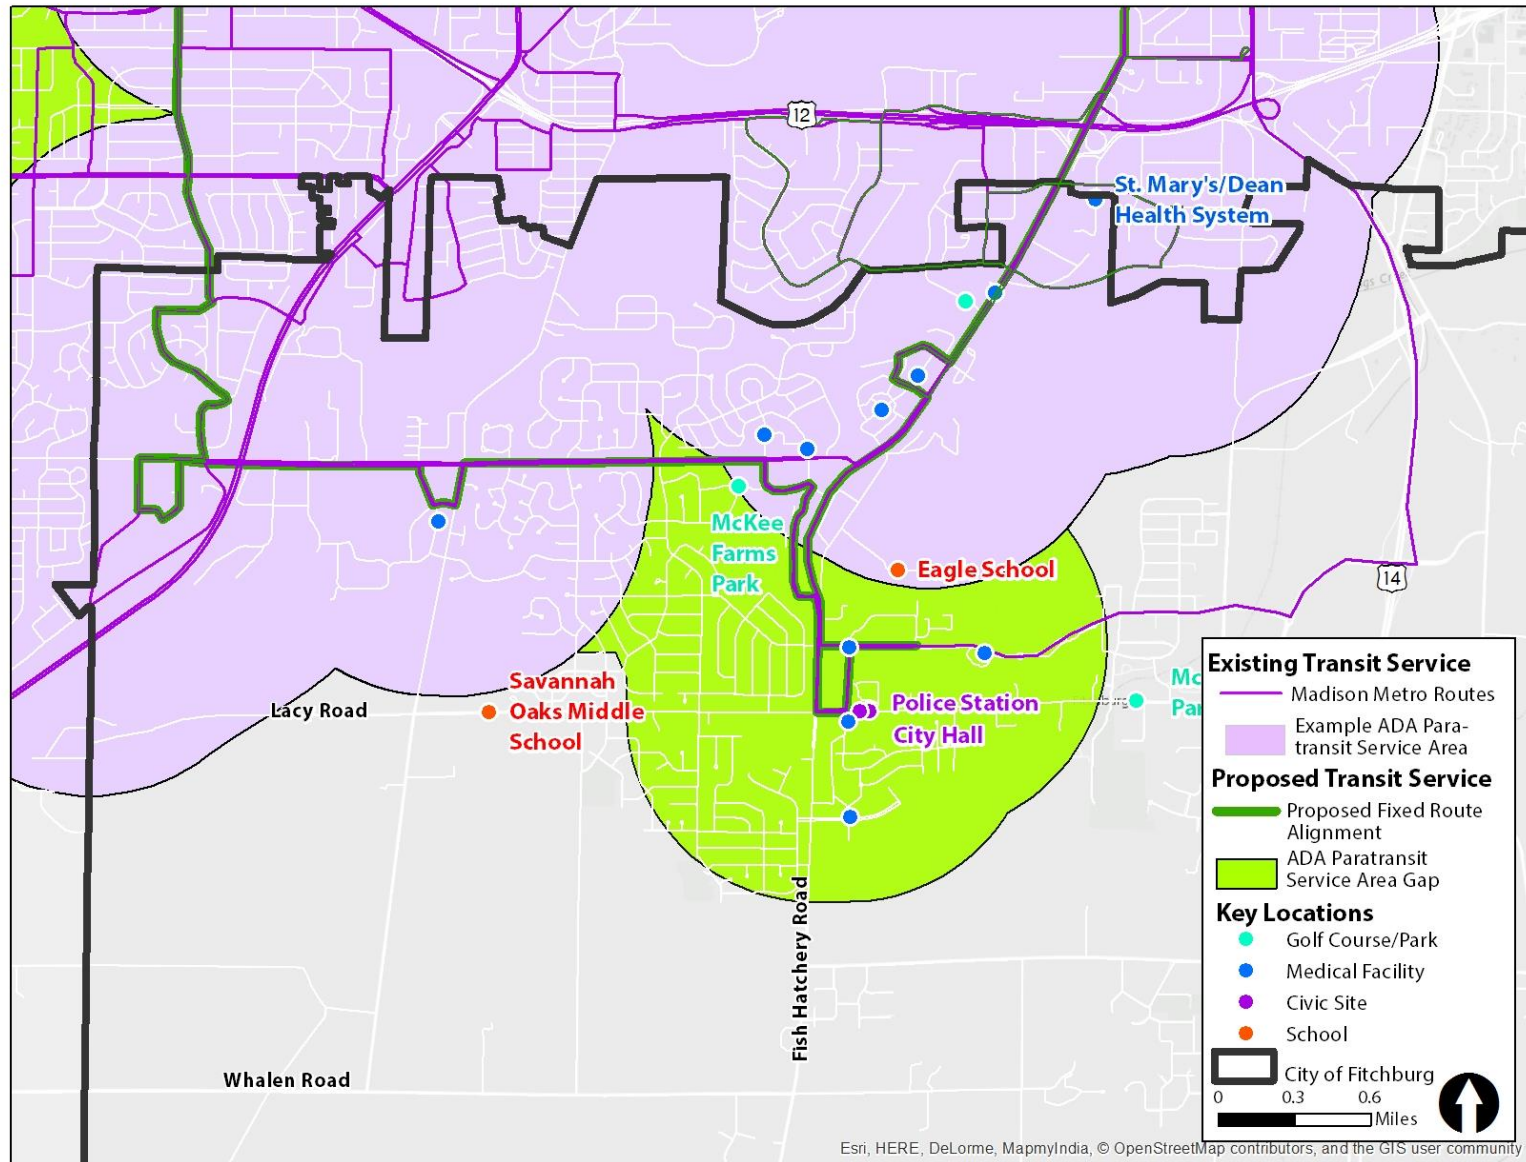 12
St. Mary's/Dean
Health System
McKee
Farms
Park
Eagle School
14
Savannah
Oaks Middle
School
Lacy Road
Police Station
City Hall
Mc
Pa
Fish Hatchery Road
Whalen Road
Existing Transit Service
Madison Metro Routes
Example ADA Para-
transit Service Area
Proposed Transit Service
Proposed Fixed Route
Alignment
ADA Paratransit
Service Area Gap
Key Locations
Golf Course/Park
Medical Facility
Civic Site
School
City of Fitchburg
0 0.3 0.6
Miles
Esri, HERE, DeLorme, MapmyIndia, © OpenStreetMap contributors, and the GIS user community